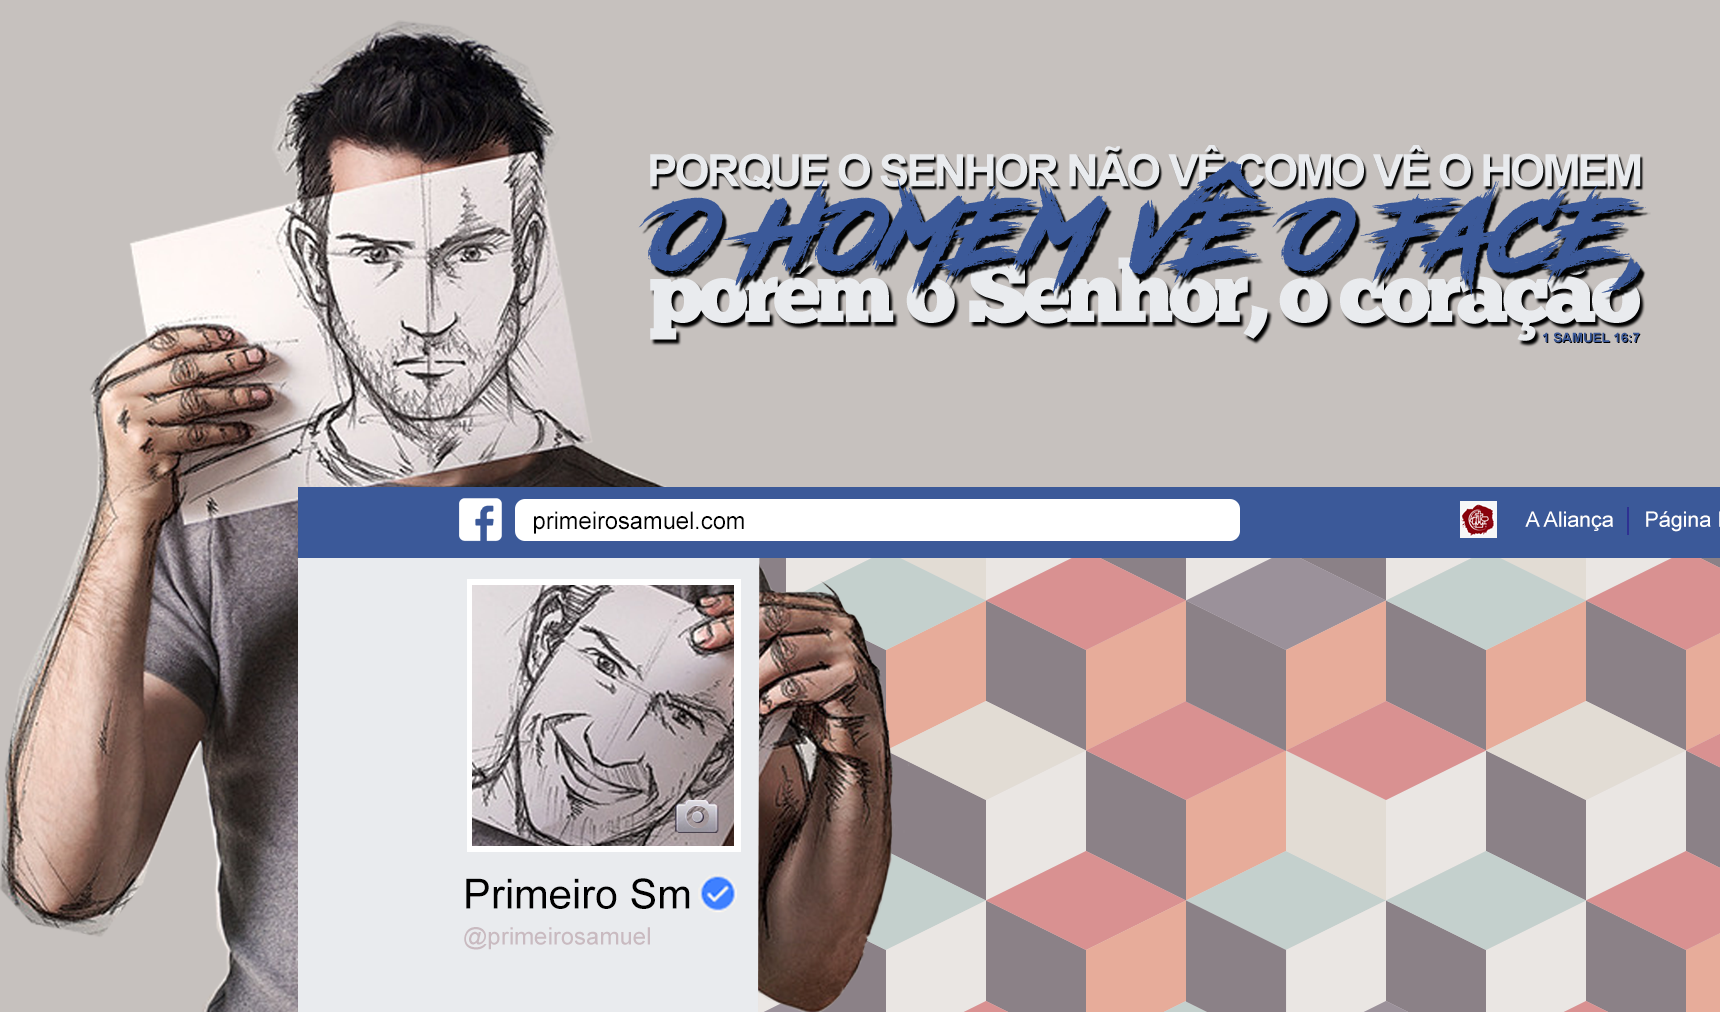 PORQUE O SENHOR NÃO VÊ COMO VÊ O HOMEM
O HOMEM VÊ O FACE,
porém o Senhor, o coração
1 SAMUEL 16:7
primeirosamuel.com
A Aliança
Página
Primeiro Sm
@primeirosamuel